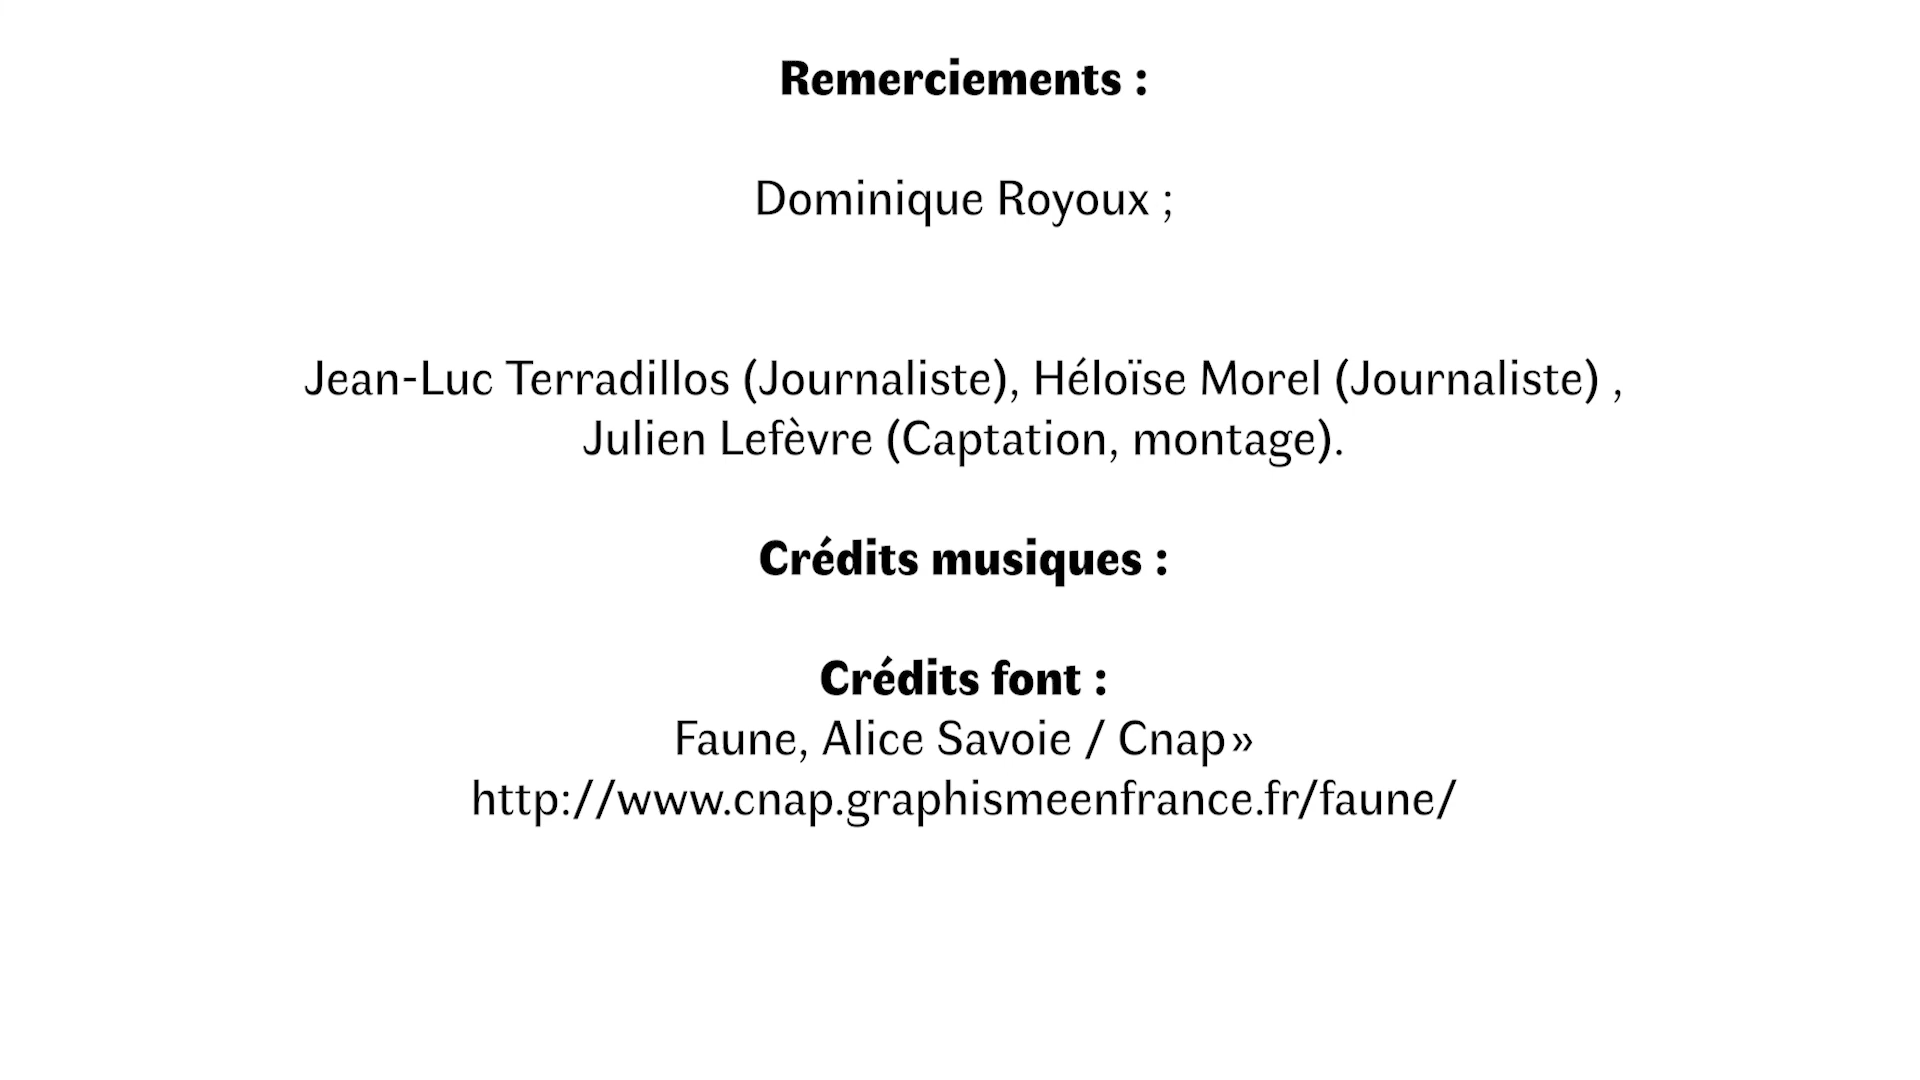 Remerciements :
Dominique Royoux ;
Jean-Luc Terradillos (Journaliste), Héloïse Morel (Journaliste) ,
Julien Lefèvre (Captation, montage).
Crédits musiques :
Crédits font :
Faune, Alice Savoie / Cnap»
http://www.cnap.graphismeenfrance.fr/faune/